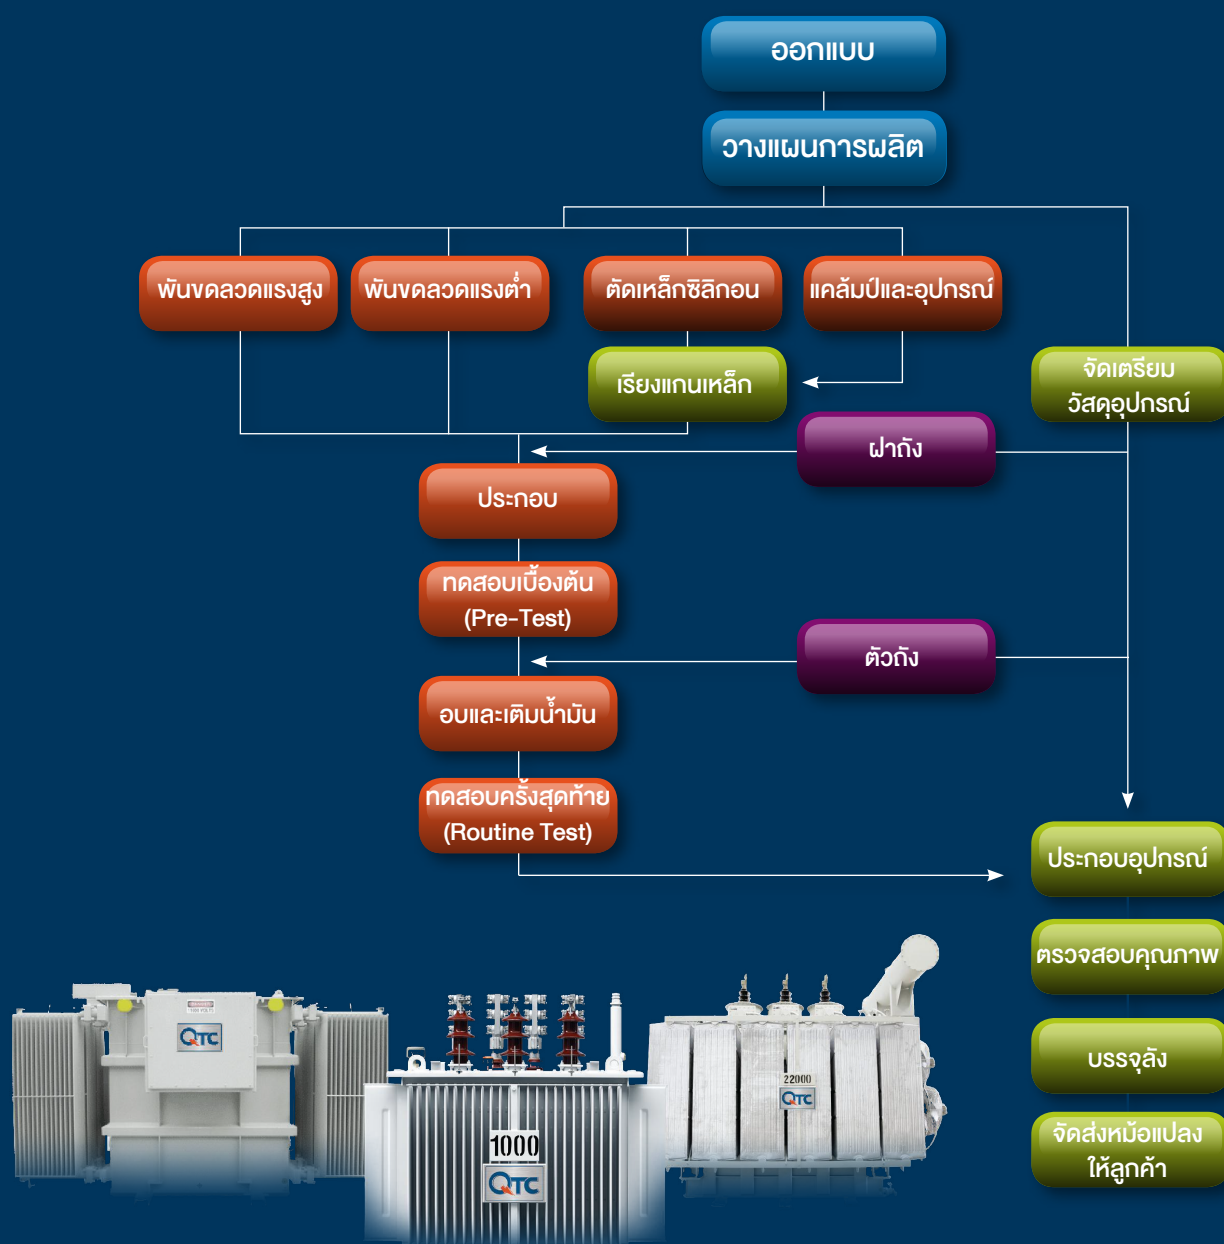 ออกแบบ
วางแผนการผลิต
พันขดลวดแรงสูง
พันขดลวดแรงต่ำ
ตัดเหล็กซิลิกอน
แคล้มป์และอุปกรณ์
เรียงแกนเหล็ก
จัดเตรียม
วัสดุอุปกรณ์
ฝาถัง
ประกอบ
ทดสอบเบื้องต้น
(Pre-Test)
ตัวถัง
อบและเติมน้ำมัน
ทดสอบครั้งสุดท้าย
(Routine Test)
ประกอบอุปกรณ์
ตรวจสอบคุณภาพ
บรรจุลัง
จัดส่งหม้อแปลง
ให้ลูกค้า
QTC
22000
QTC
1000
QTC